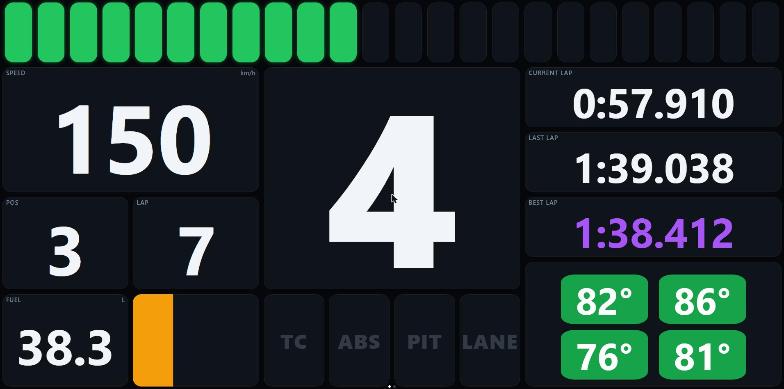 SPEED km/h
150
4
CURRENT LAP
0:57.910
LAST LAP
1:39.038
BEST LAP
1:38.412
POS
3
LAP
7
FUEL L
38.3
TC ABS PIT LANE
82° 86°
76° 81°